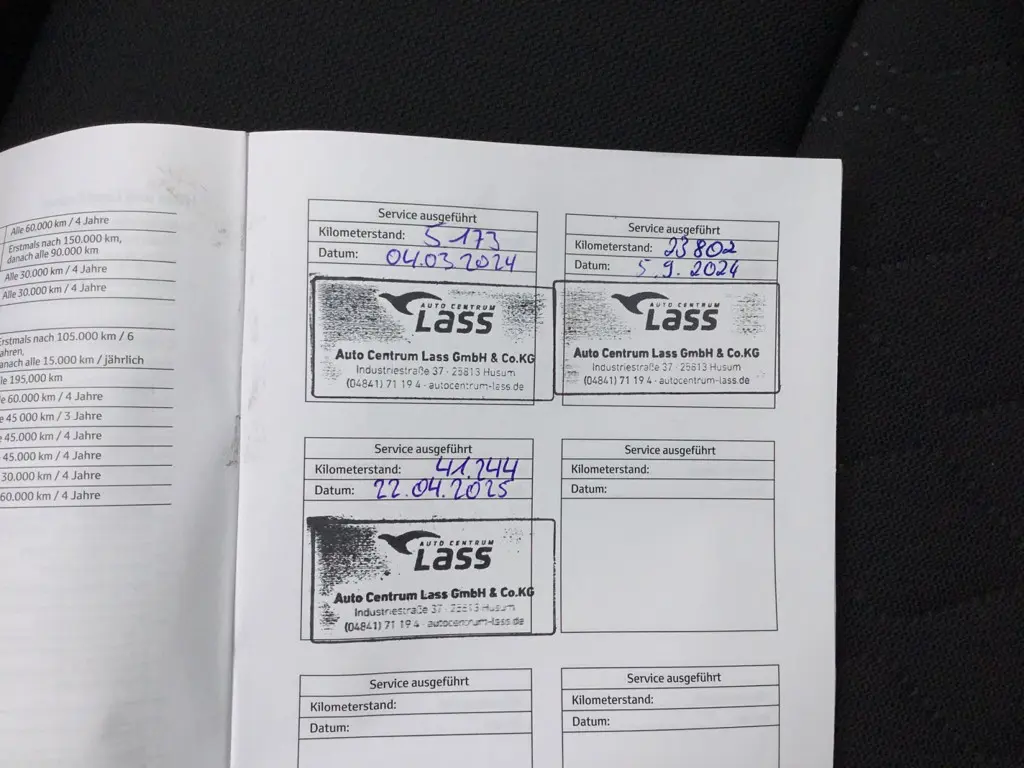 Alle 60.000 km / 4 Jahre
Erstmals nach 150.000 km,
danach alle 90.000 km
Alle 30.000 km / 4 Jahre
Alle 30.000 km / 4 Jahre
Erstmals nach 105.000 km / 6
ahren,
anach alle 15.000 km / jährlich
le 195.000 km
e 60.000 km / 4 Jahre
e 45 000 km / 3 Jahre
45.000 km / 4 Jahre
45.000 km / 4 Jahre
30.000 km / 4 Jahre
60.000 km / 4 Jahre
Service ausgeführt
Kilometerstand: 5 173
Datum: 04.03 2024
AUTO CENTRUM
Lass
Auto Centrum Lass GmbH & Co.KG
Industriestraße 37 · 25813 Husum
(04841) 71 19 4 · autocentrum-lass.de
Service ausgeführt
Kilometerstand: 23 802
Datum: 5.9.2024
AUTO CENTRUM
Lass
Auto Centrum Lass GmbH & Co.KG
Industriestraße 37 · 25813 Husum
(04841) 71 19 4 · autocentrum-lass.de
Service ausgeführt
Kilometerstand: 41.244
Datum: 22.04.2025
AUTO CENTRUM
Lass
Auto Centrum Lass GmbH & Co.KG
Industriestraße 37 · 25813 Husum
(04841) 71 19 4 · autocentrum-lass.de
Service ausgeführt
Kilometerstand:
Datum:
Service ausgeführt
Kilometerstand:
Datum:
Service ausgeführt
Kilometerstand:
Datum: